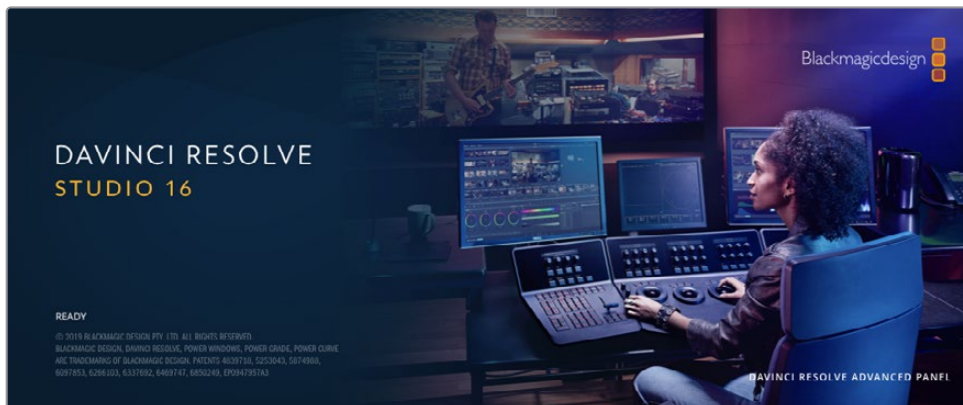 Blackmagicdesign
DAVINCI RESOLVE
STUDIO 16
READY
© 2019 BLACKMAGIC DESIGN PTY. LTD. ALL RIGHTS RESERVED.
BLACKMAGIC DESIGN, DAVINCI RESOLVE, POWER WINDOWS, POWER GRADE, POWER CURVE
ARE TRADEMARKS OF BLACKMAGIC DESIGN. PATENTS 4839718, 5253043, 5874988,
6097853, 6266103, 6337692, 6469747, 6850249, EP0947957A3
DAVINCI RESOLVE ADVANCED PANEL